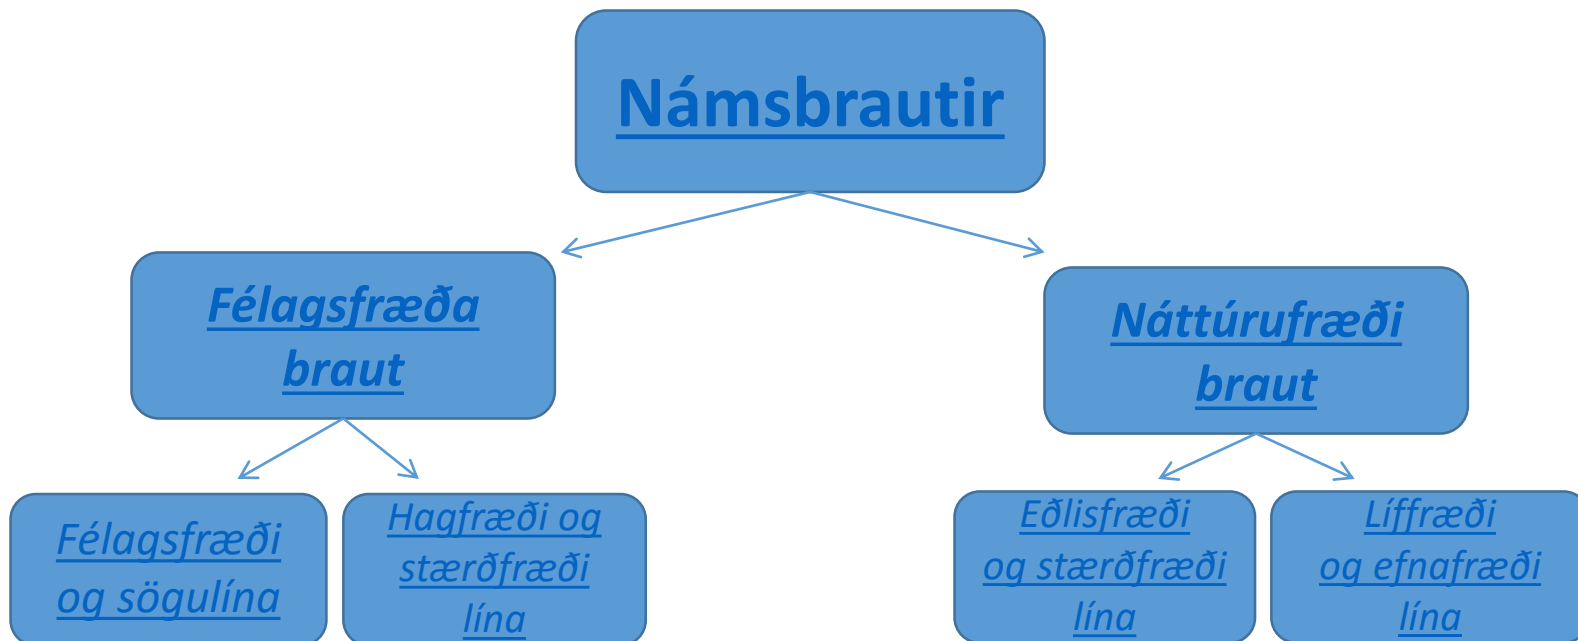 Námsbrautir
Félagsfræða
braut
Náttúrufræði
braut
Félagsfræði
og sögulína
Hagfræði og
stærðfræði
lína
Eðlisfræði
og stærðfræði
lína
Líffræði
og efnafræði
lína